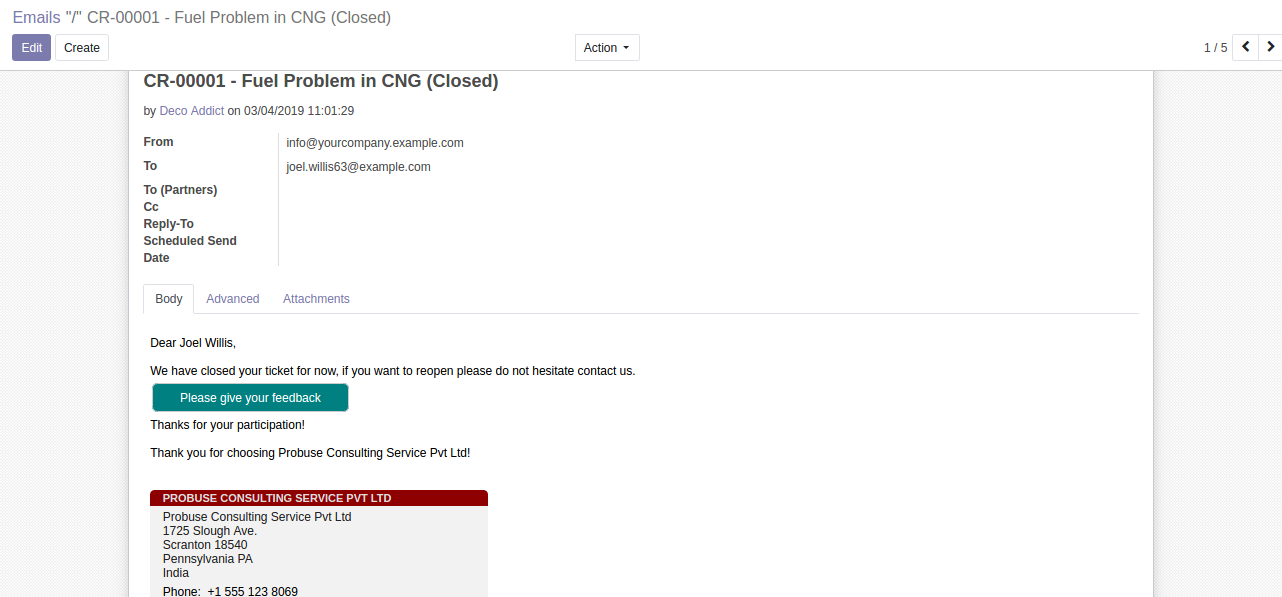 Emails "/" CR-00001 - Fuel Problem in CNG (Closed)
Edit Create Action 1 / 5
CR-00001 - Fuel Problem in CNG (Closed)
by Deco Addict on 03/04/2019 11:01:29
From info@yourcompany.example.com
To joel.willis63@example.com
To (Partners)
Cc
Reply-To
Scheduled Send
Date
Body Advanced Attachments
Dear Joel Willis,
We have closed your ticket for now, if you want to reopen please do not hesitate contact us.
Please give your feedback
Thanks for your participation!
Thank you for choosing Probuse Consulting Service Pvt Ltd!
PROBUSE CONSULTING SERVICE PVT LTD
Probuse Consulting Service Pvt Ltd
1725 Slough Ave.
Scranton 18540
Pennsylvania PA
India
Phone: +1 555 123 8069